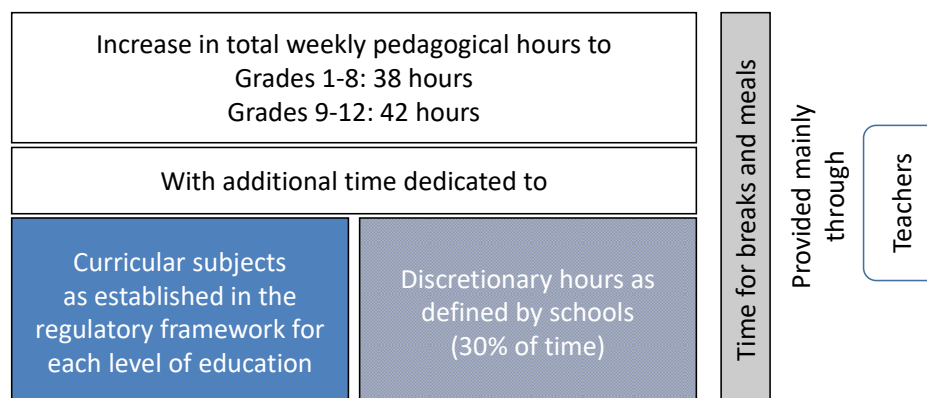 Increase in total weekly pedagogical hours to
Grades 1-8: 38 hours
Grades 9-12: 42 hours
With additional time dedicated to
Curricular subjects
as established in the
regulatory framework for
each level of education
Discretionary hours as
defined by schools
(30% of time)
Time for breaks and meals
Provided mainly
through
Teachers